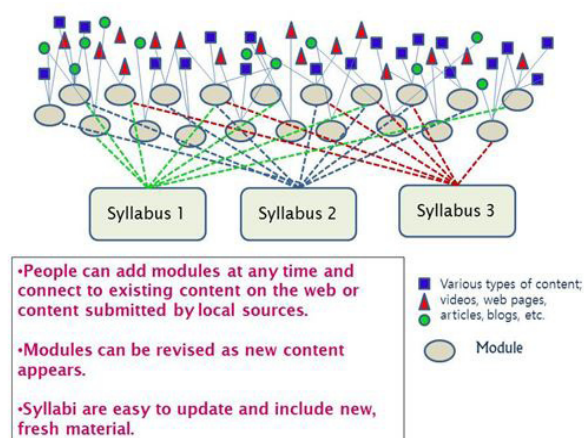 Syllabus 1
Syllabus 2
Syllabus 3
•People can add modules at any time and
connect to existing content on the web or
content submitted by local sources.
•Modules can be revised as new content
appears.
•Syllabi are easy to update and include new,
fresh material.
Various types of content;
videos, web pages,
articles, blogs, etc.
Module